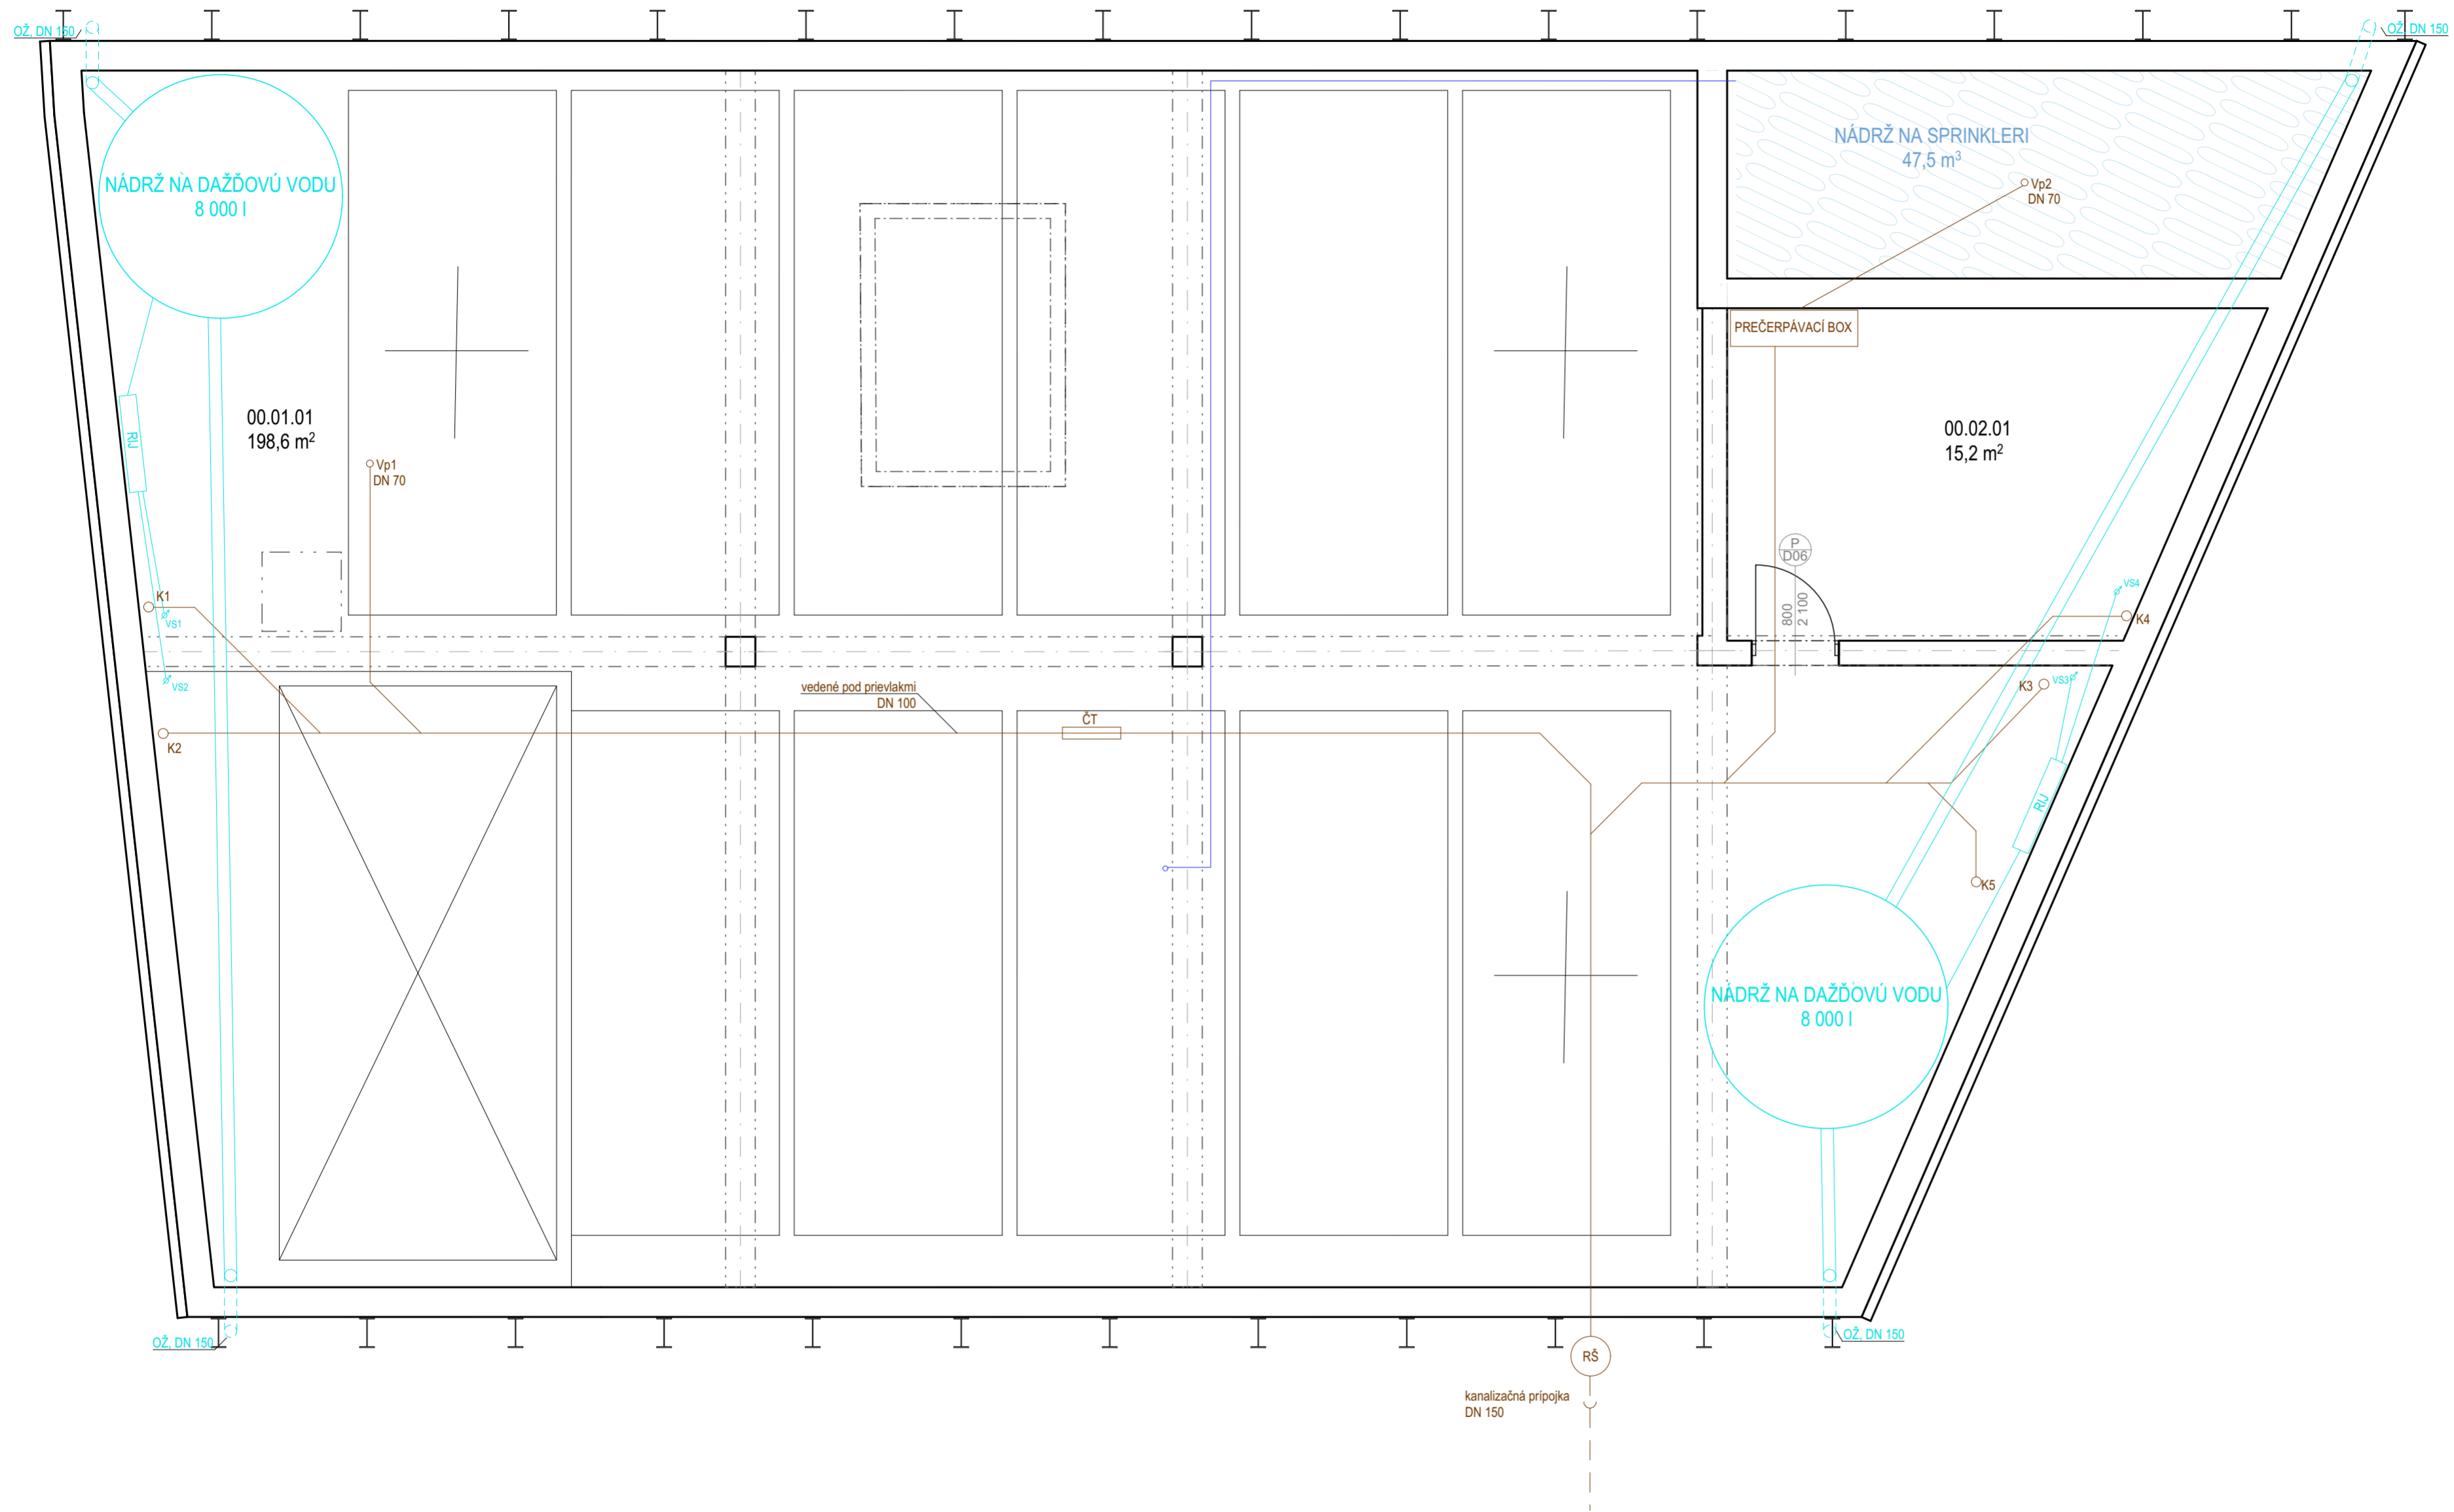 OŽ, DN 150
OŽ, DN 150
NÁDRŽ NA DAŽĎOVÚ VODU
8 000 l
NÁDRŽ NA SPRINKLERI
47,5 m³
Vp2
DN 70
PREČERPÁVACÍ BOX
00.01.01
198,6 m²
RIJ
Vp1
DN 70
00.02.01
15,2 m²
P
D06
800
2 100
K1
VS1
VS2
K2
VS4
K4
K3
VS3
vedené pod prievlakmi
DN 100
ČT
RIJ
K5
NÁDRŽ NA DAŽĎOVÚ VODU
8 000 l
OŽ, DN 150
OŽ, DN 150
RŠ
kanalizačná prípojka
DN 150